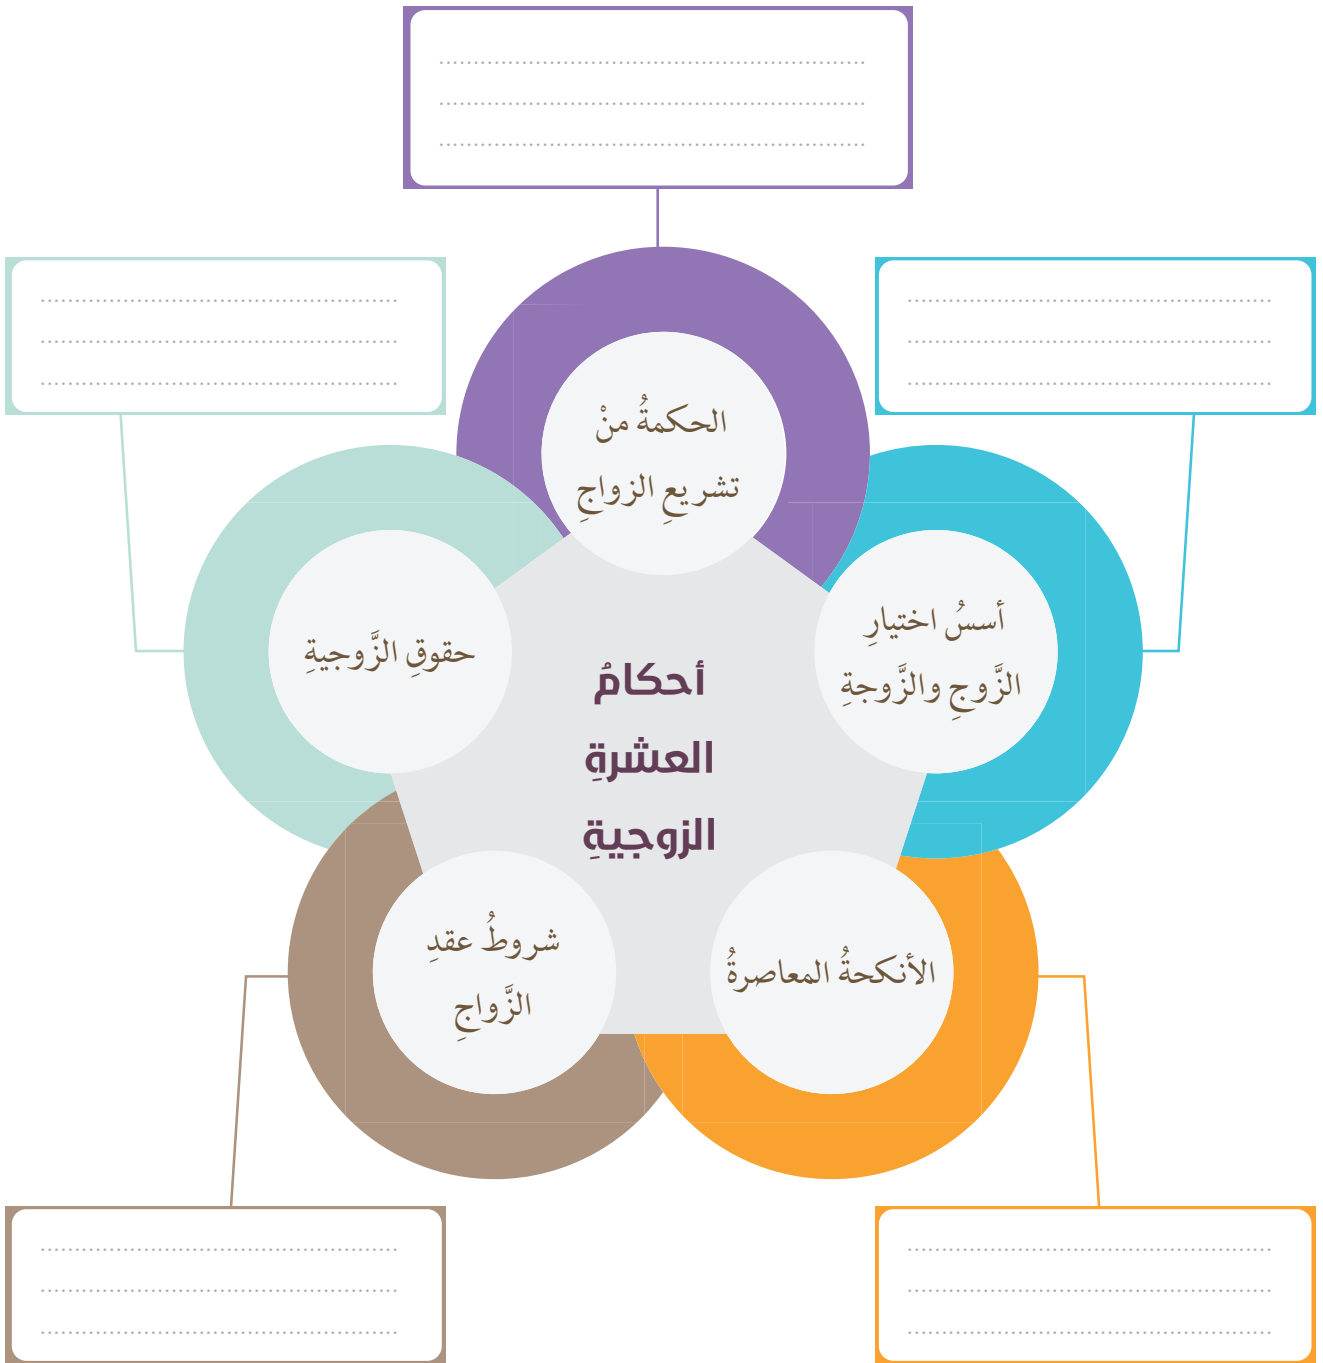 الحكمةُ منْ
تشريعِ الزواجِ
أسسُ اختيارِ
الزَّوجِ والزَّوجةِ
حقوقِ الزَّوجيةِ
أحكامُ
العشرةِ
الزوجيةِ
شروطُ عقدِ
الزَّواجِ
الأنكحةُ المعاصرةُ